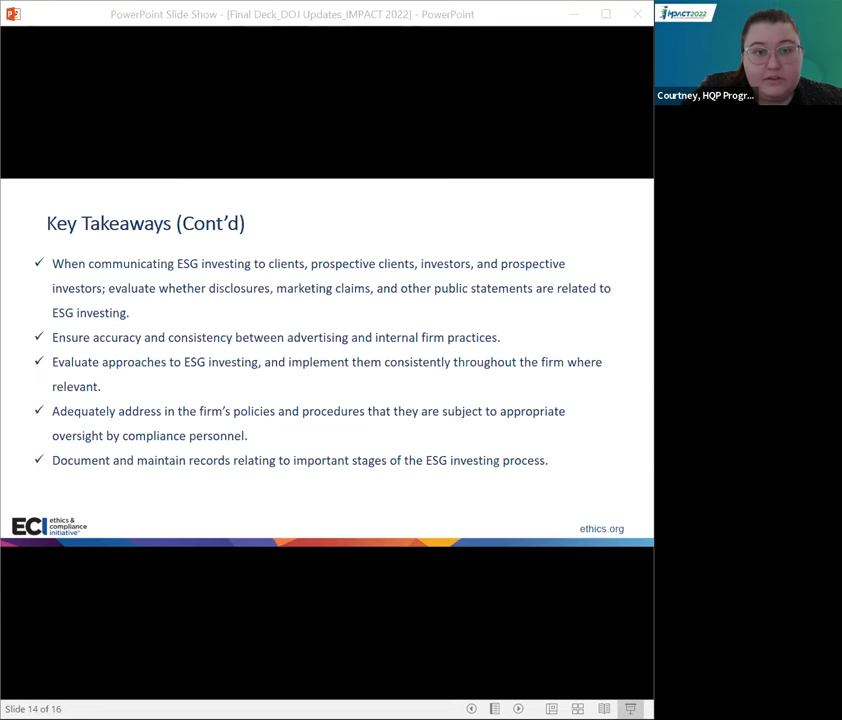 PowerPoint Slide Show - [Final Deck_DOJ Updates_IMPACT 2022] - PowerPoint
IMPACT2022
Courtney, HQP Progr...
Key Takeaways (Cont'd)
✓ When communicating ESG investing to clients, prospective clients, investors, and prospective
investors; evaluate whether disclosures, marketing claims, and other public statements are related to
ESG investing.
✓ Ensure accuracy and consistency between advertising and internal firm practices.
✓ Evaluate approaches to ESG investing, and implement them consistently throughout the firm where
relevant.
✓ Adequately address in the firm's policies and procedures that they are subject to appropriate
oversight by compliance personnel.
✓ Document and maintain records relating to important stages of the ESG investing process.
ECI ethics &
compliance
initiative™
ethics.org
Slide 14 of 16